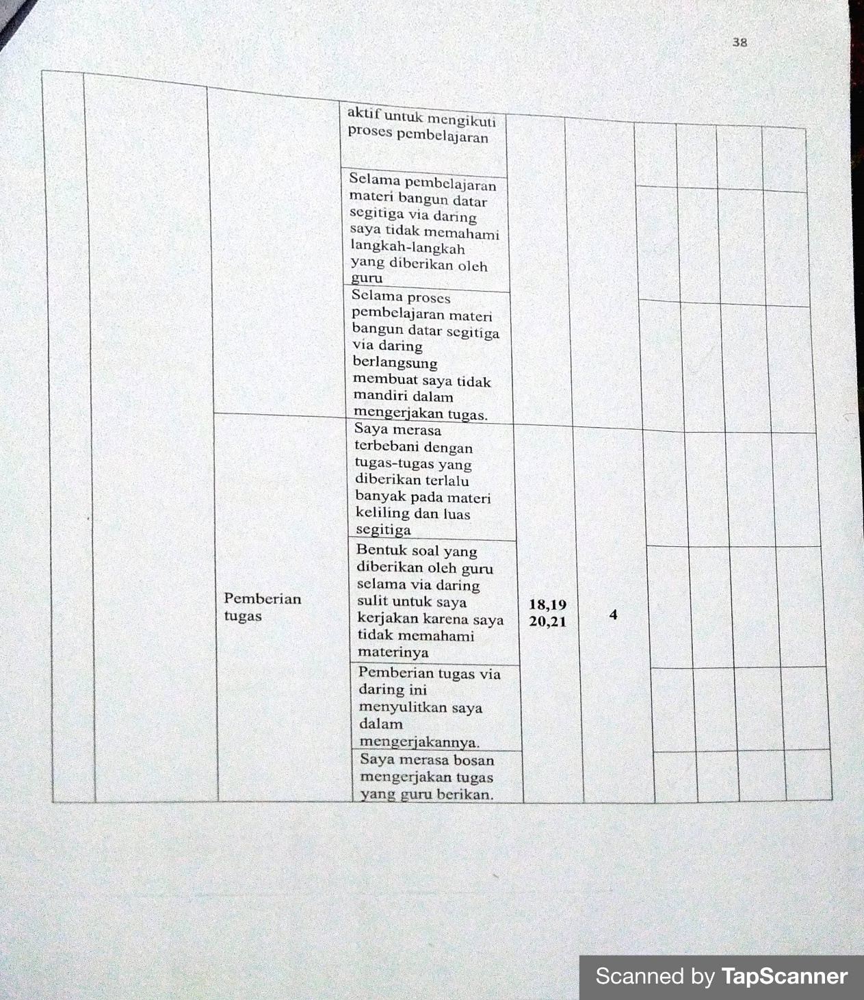 38
aktif untuk mengikuti
proses pembelajaran
Selama pembelajaran
materi bangun datar
segitiga via daring
saya tidak memahami
langkah-langkah
yang diberikan oleh
guru
Selama proses
pembelajaran materi
bangun datar segitiga
via daring
berlangsung
membuat saya tidak
mandiri dalam
mengerjakan tugas.
Pemberian
tugas
Saya merasa
terbebani dengan
tugas-tugas yang
diberikan terlalu
banyak pada materi
keliling dan luas
segitiga
Bentuk soal yang
diberikan oleh guru
selama via daring
sulit untuk saya
kerjakan karena saya
tidak memahami
materinya
Pemberian tugas via
daring ini
menyulitkan saya
dalam
mengerjakannya.
Saya merasa bosan
mengerjakan tugas
yang guru berikan.
18,19
20,21
4
Scanned by TapScanner